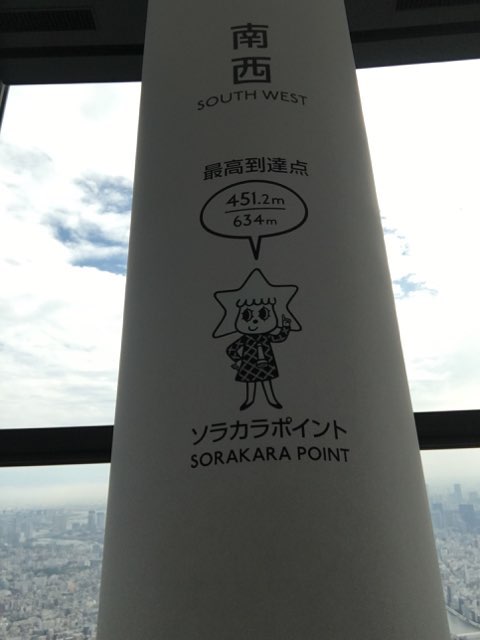 南
西
SOUTH WEST
最高到達点
451.2m
634m
ソラカラポイント
SORAKARA POINT